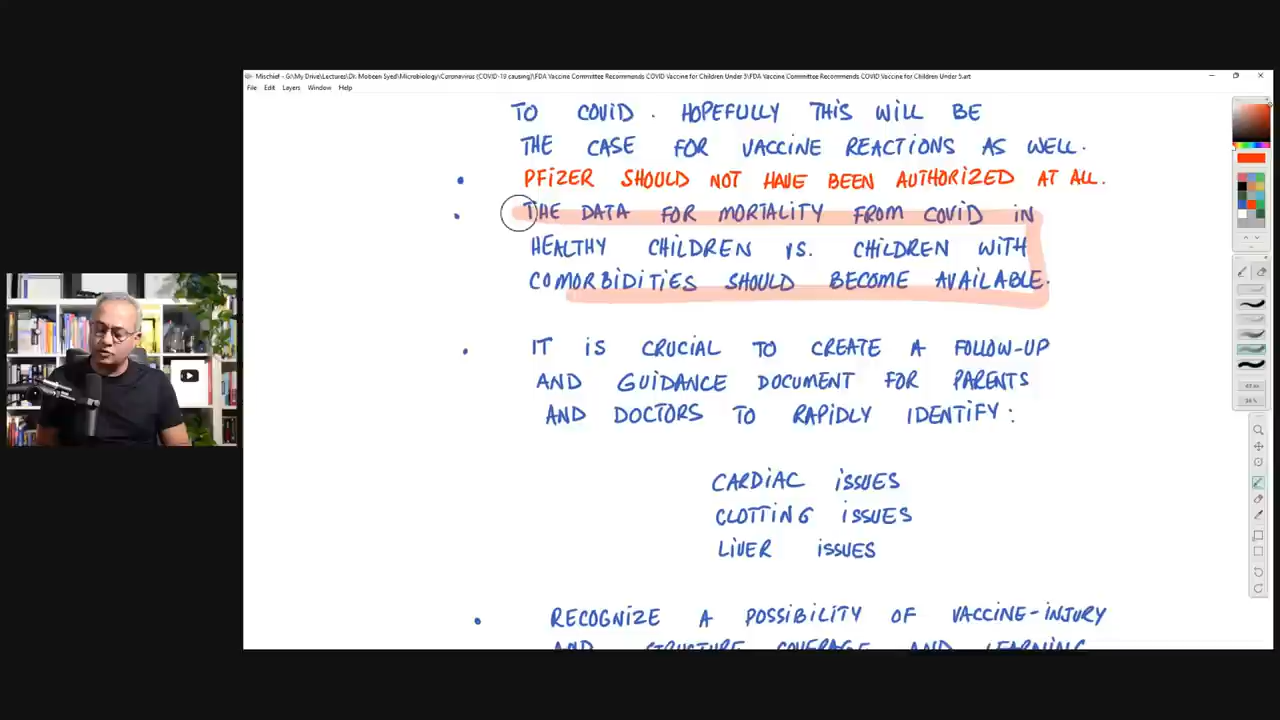 Mischief - G:\My Drive\Lectures\Dr. Mobeen Syed\Microbiology\Coronavirus (COVID-19 causing)\FDA Vaccine Committee Recommends COVID Vaccine for Children Under 5\FDA Vaccine Committee Recommends COVID Vaccine for Children Under 5.art
File Edit Layers Window Help
TO COVID. HOPEFULLY THIS WILL BE
THE CASE FOR VACCINE REACTIONS AS WELL.
• PFIZER SHOULD NOT HAVE BEEN AUTHORIZED AT ALL.
• THE DATA FOR MORTALITY FROM COVID IN
HEALTHY CHILDREN VS. CHILDREN WITH
COMORBIDITIES SHOULD BECOME AVAILABLE.
• IT IS CRUCIAL TO CREATE A FOLLOW-UP
AND GUIDANCE DOCUMENT FOR PARENTS
AND DOCTORS TO RAPIDLY IDENTIFY:
CARDIAC ISSUES
CLOTTING ISSUES
LIVER ISSUES
• RECOGNIZE A POSSIBILITY OF VACCINE-INJURY
AND STRUCTURE COVERAGE AND LEARNING